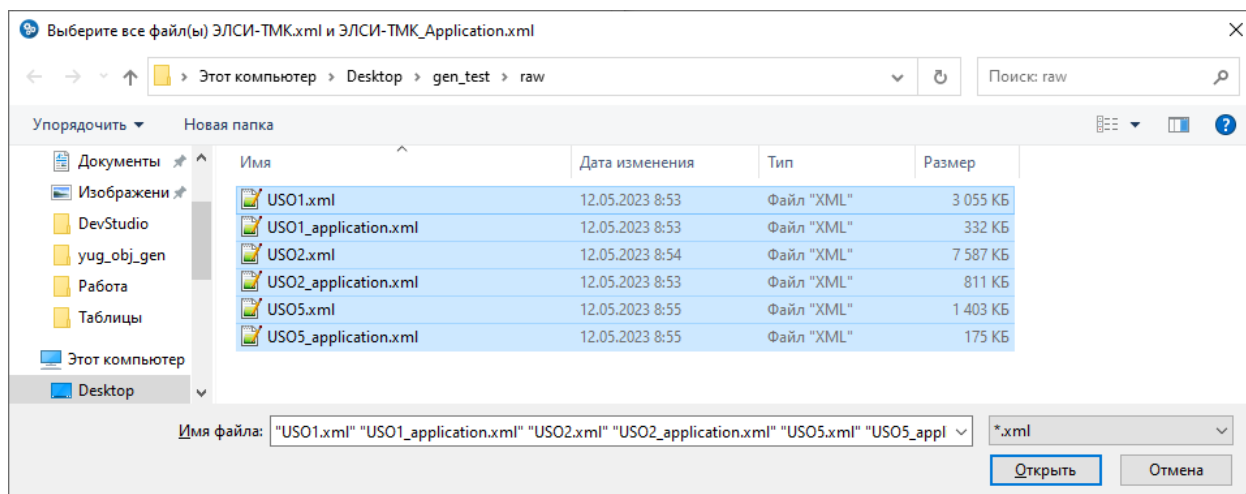 Выберите все файл(ы) ЭЛСИ-ТМК.xml и ЭЛСИ-ТМК_Application.xml
Этот компьютер > Desktop > gen_test > raw
Поиск: raw
Упорядочить Новая папка
Имя Дата изменения Тип Размер
Документы
Изображени
DevStudio
yug_obj_gen
Работа
Таблицы
Этот компьютер
Desktop
USO1.xml 12.05.2023 8:53 Файл "XML" 3 055 КБ
USO1_application.xml 12.05.2023 8:53 Файл "XML" 332 КБ
USO2.xml 12.05.2023 8:54 Файл "XML" 7 587 КБ
USO2_application.xml 12.05.2023 8:53 Файл "XML" 811 КБ
USO5.xml 12.05.2023 8:55 Файл "XML" 1 403 КБ
USO5_application.xml 12.05.2023 8:55 Файл "XML" 175 КБ
Имя файла: "USO1.xml" "USO1_application.xml" "USO2.xml" "USO2_application.xml" "USO5.xml" "USO5_appl
*.xml
Открыть Отмена